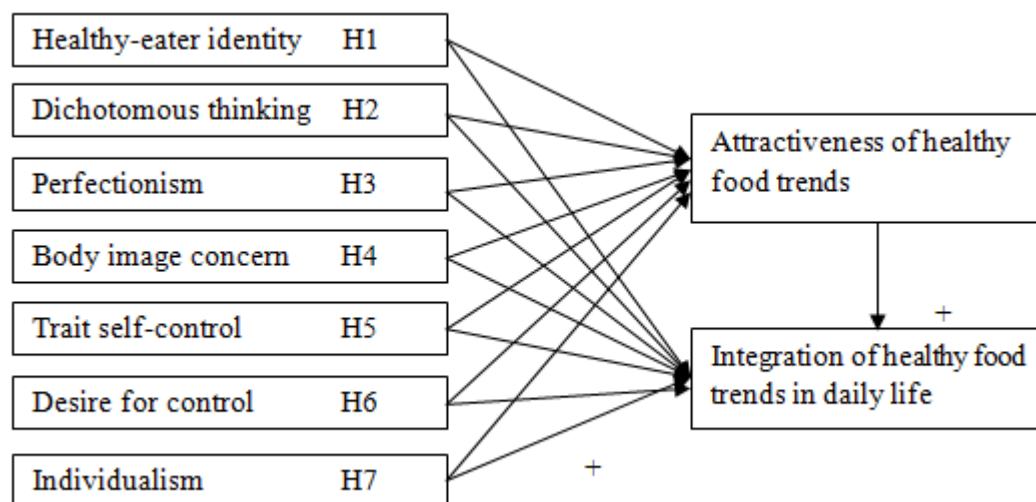 Healthy-eater identity H1
Dichotomous thinking H2
Perfectionism H3
Body image concern H4
Trait self-control H5
Desire for control H6
Individualism H7
Attractiveness of healthy
food trends
+
Integration of healthy food
trends in daily life
+